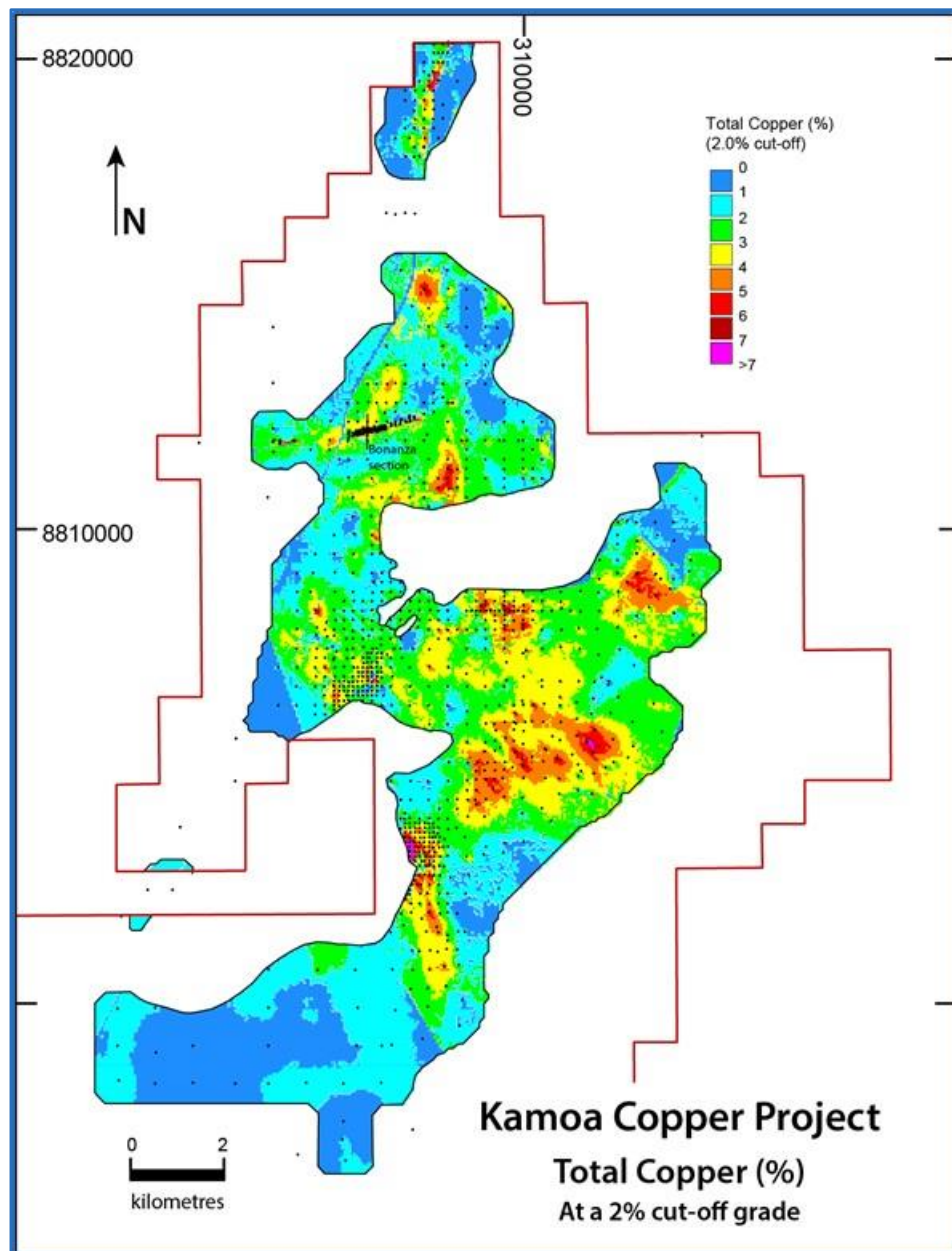 8820000
310000
Total Copper (%)
(2.0% cut-off)
0
1
2
3
4
5
6
7
>7
N
Bonanza
section
8810000
Kamoa Copper Project
Total Copper (%)
At a 2% cut-off grade
0 2
kilometres